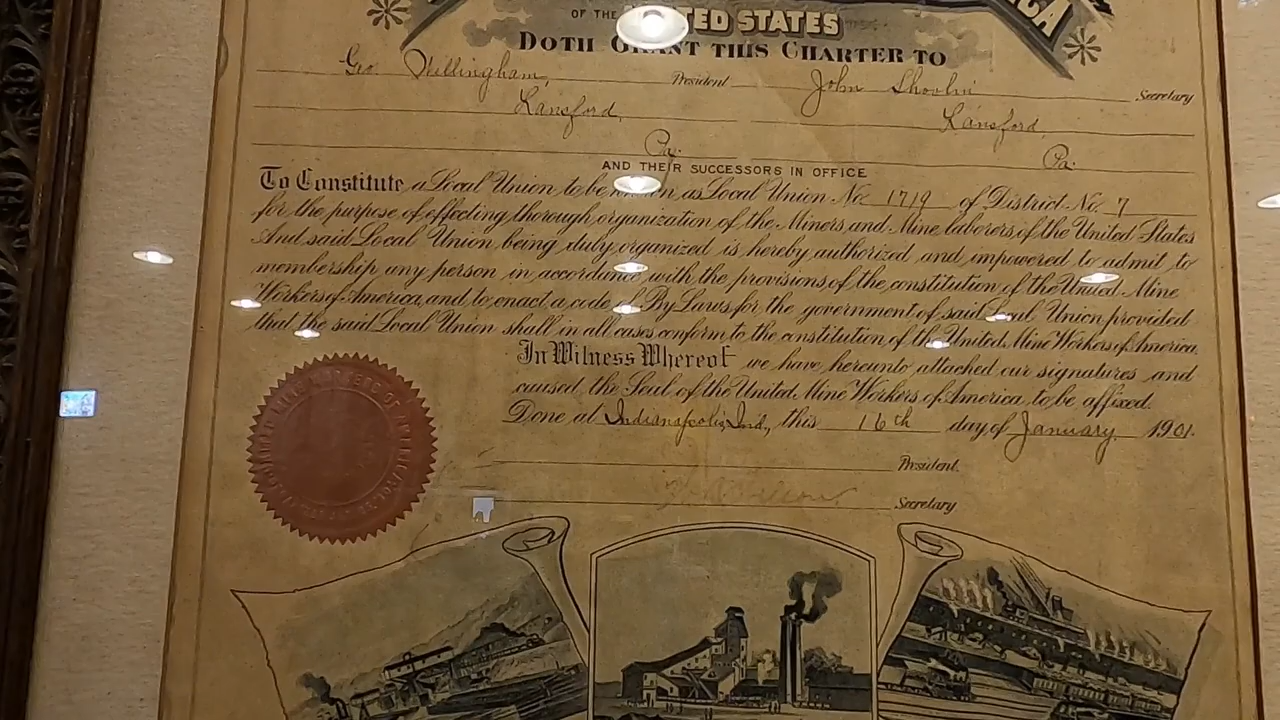 OF THE UNITED STATES
DOTH GRANT THIS CHARTER TO
Geo Willingham, President John Shovlin Secretary
Lansford, Lansford,
Pa. Pa.
AND THEIR SUCCESSORS IN OFFICE
To Constitute a Local Union to be known as Local Union No. 1719 of District No. 7
for the purpose of effecting thorough organization of the Miners and Mine laborers of the United States
And said Local Union being duly organized is hereby authorized and empowered to admit to
membership any person in accordance with the provisions of the constitution of the United Mine
Workers of America, and to enact a code of By Laws for the government of said Local Union provided
that the said Local Union shall in all cases conform to the constitution of the United Mine Workers of America.
In Witness Whereof we have hereunto attached our signatures and
caused the Seal of the United Mine Workers of America to be affixed.
Done at Indianapolis, Ind., this 16th day of January 1901.
President.
Secretary